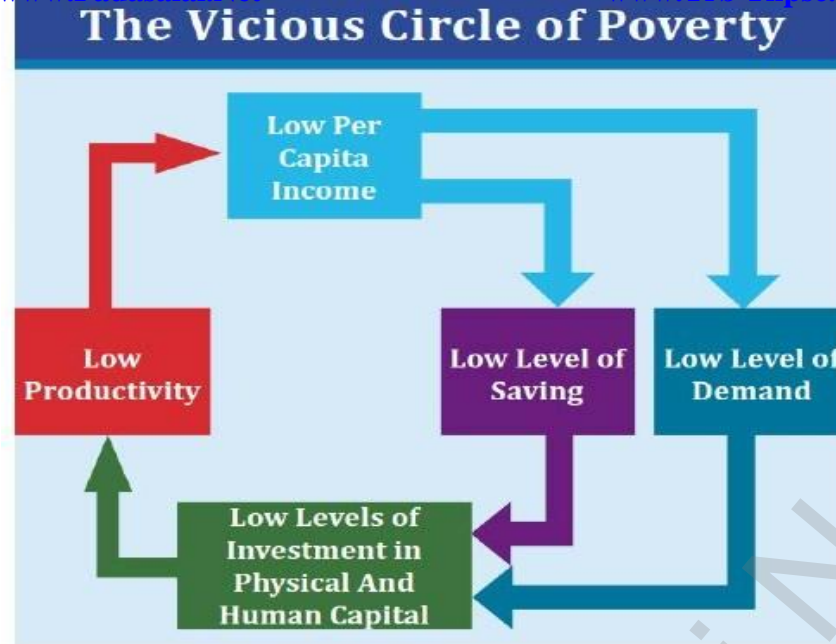 The Vicious Circle of Poverty
Low Per
Capita
Income
Low
Productivity
Low Level of
Saving
Low Level of
Demand
Low Levels of
Investment in
Physical And
Human Capital